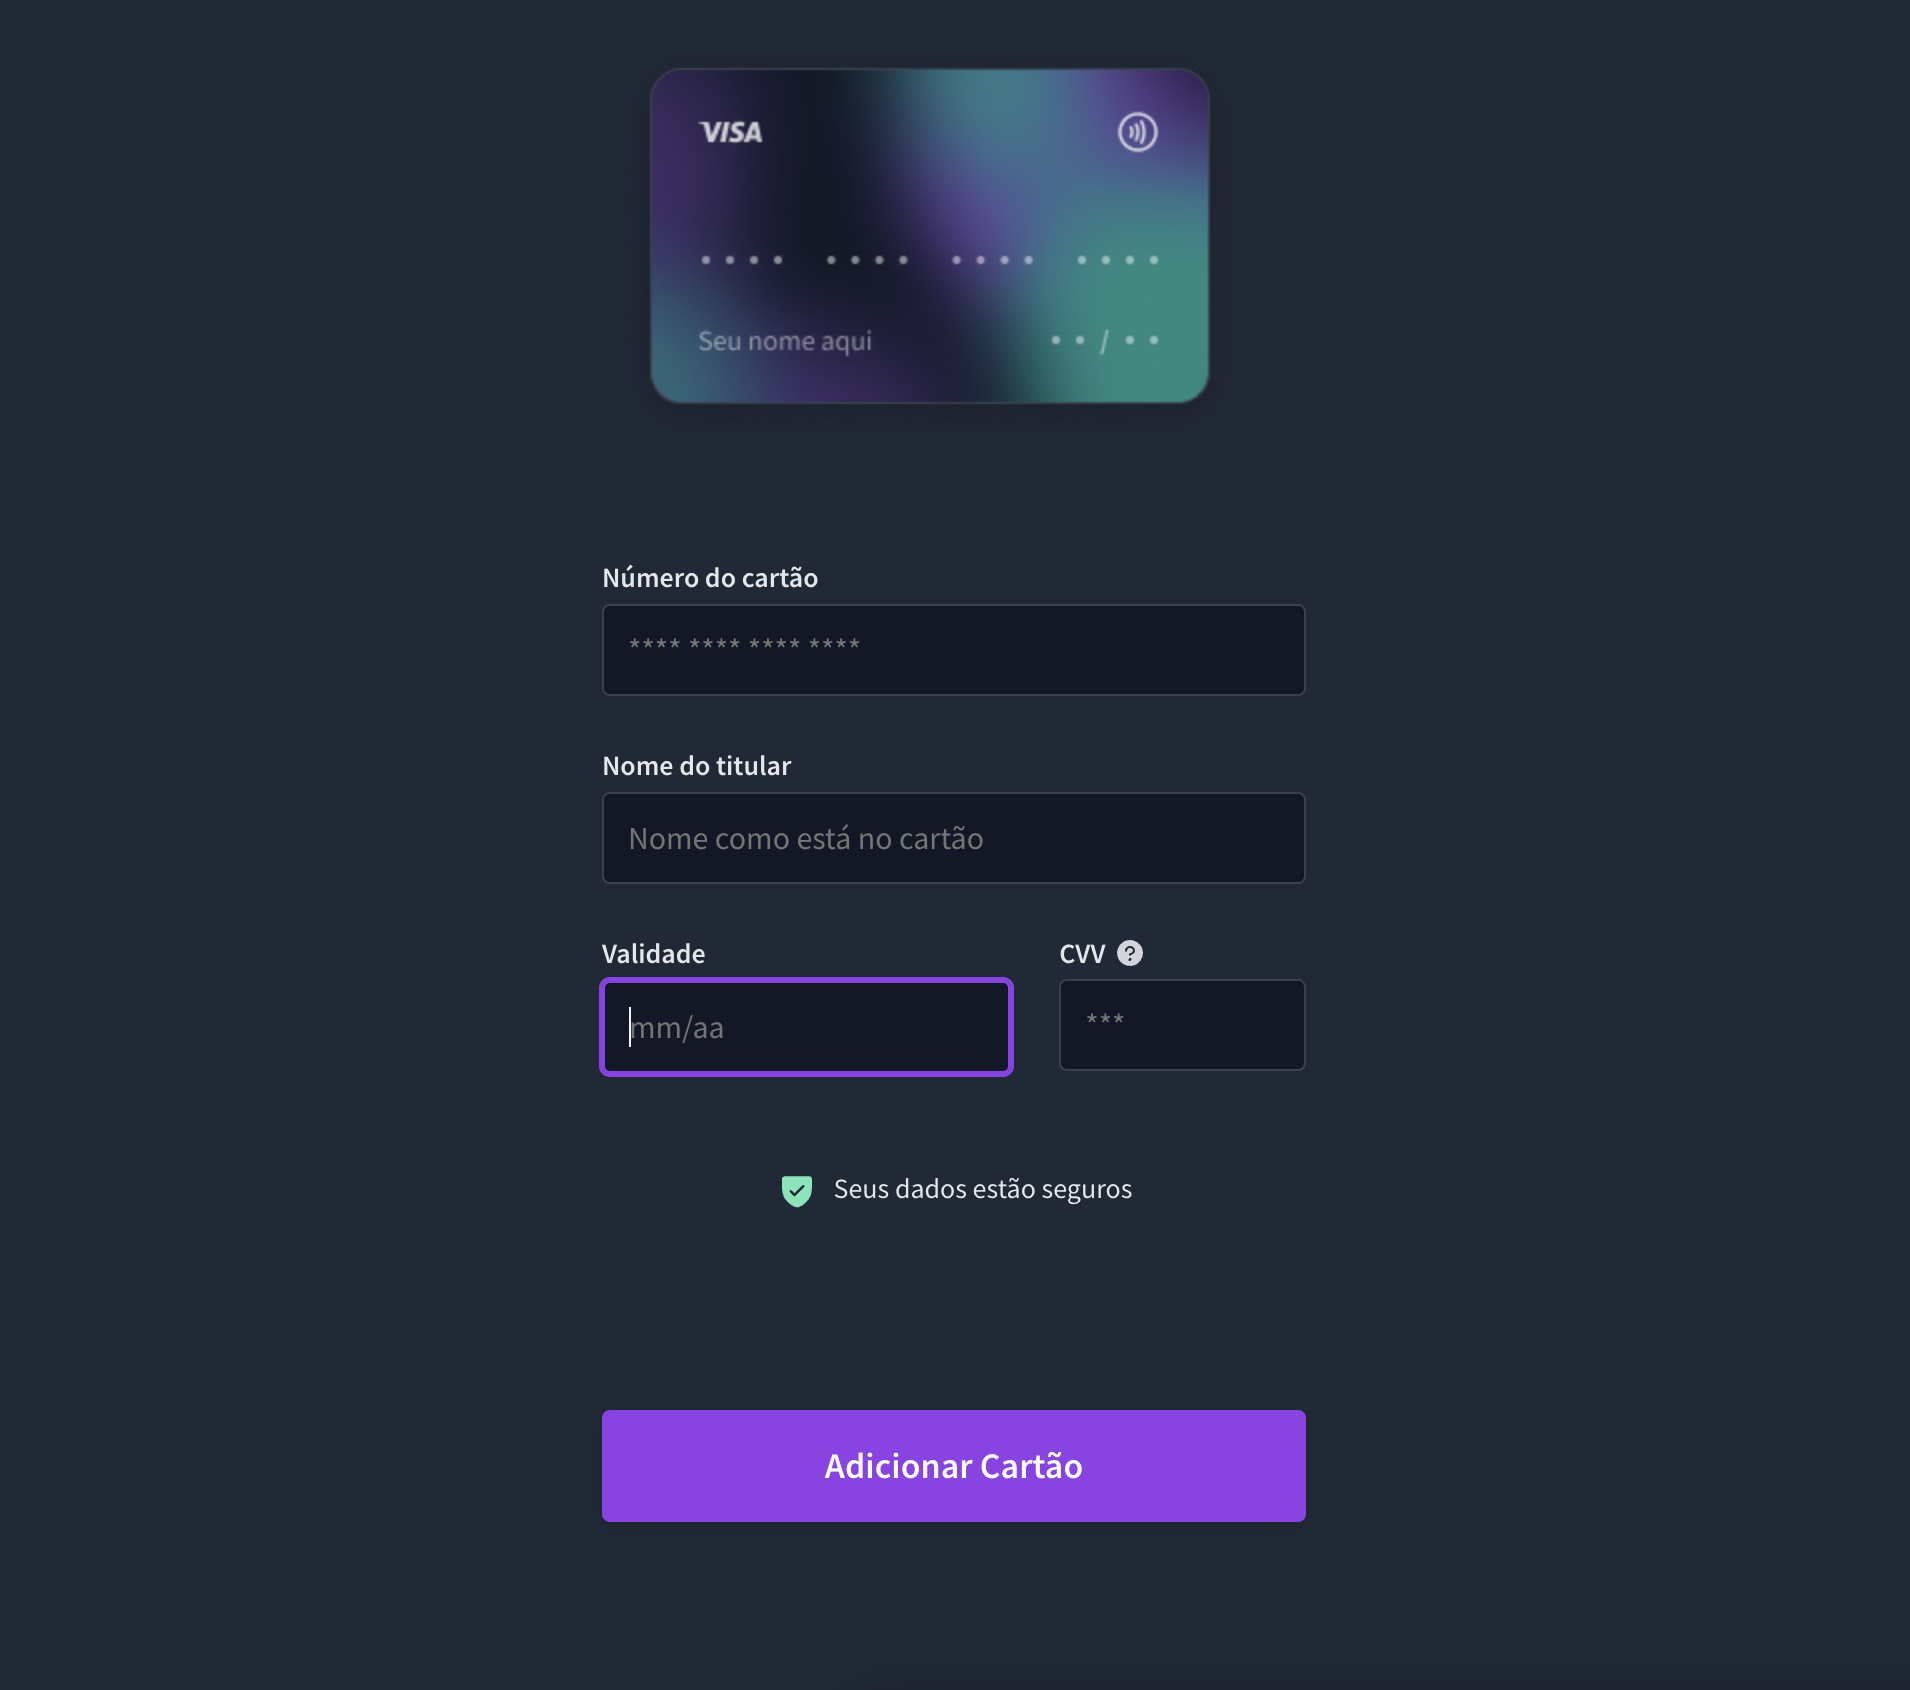 VISA
•••• •••• •••• ••••
Seu nome aqui ••/••
Número do cartão
**** **** **** ****
Nome do titular
Nome como está no cartão
Validade CVV ?
mm/aa ***
Seus dados estão seguros
Adicionar Cartão